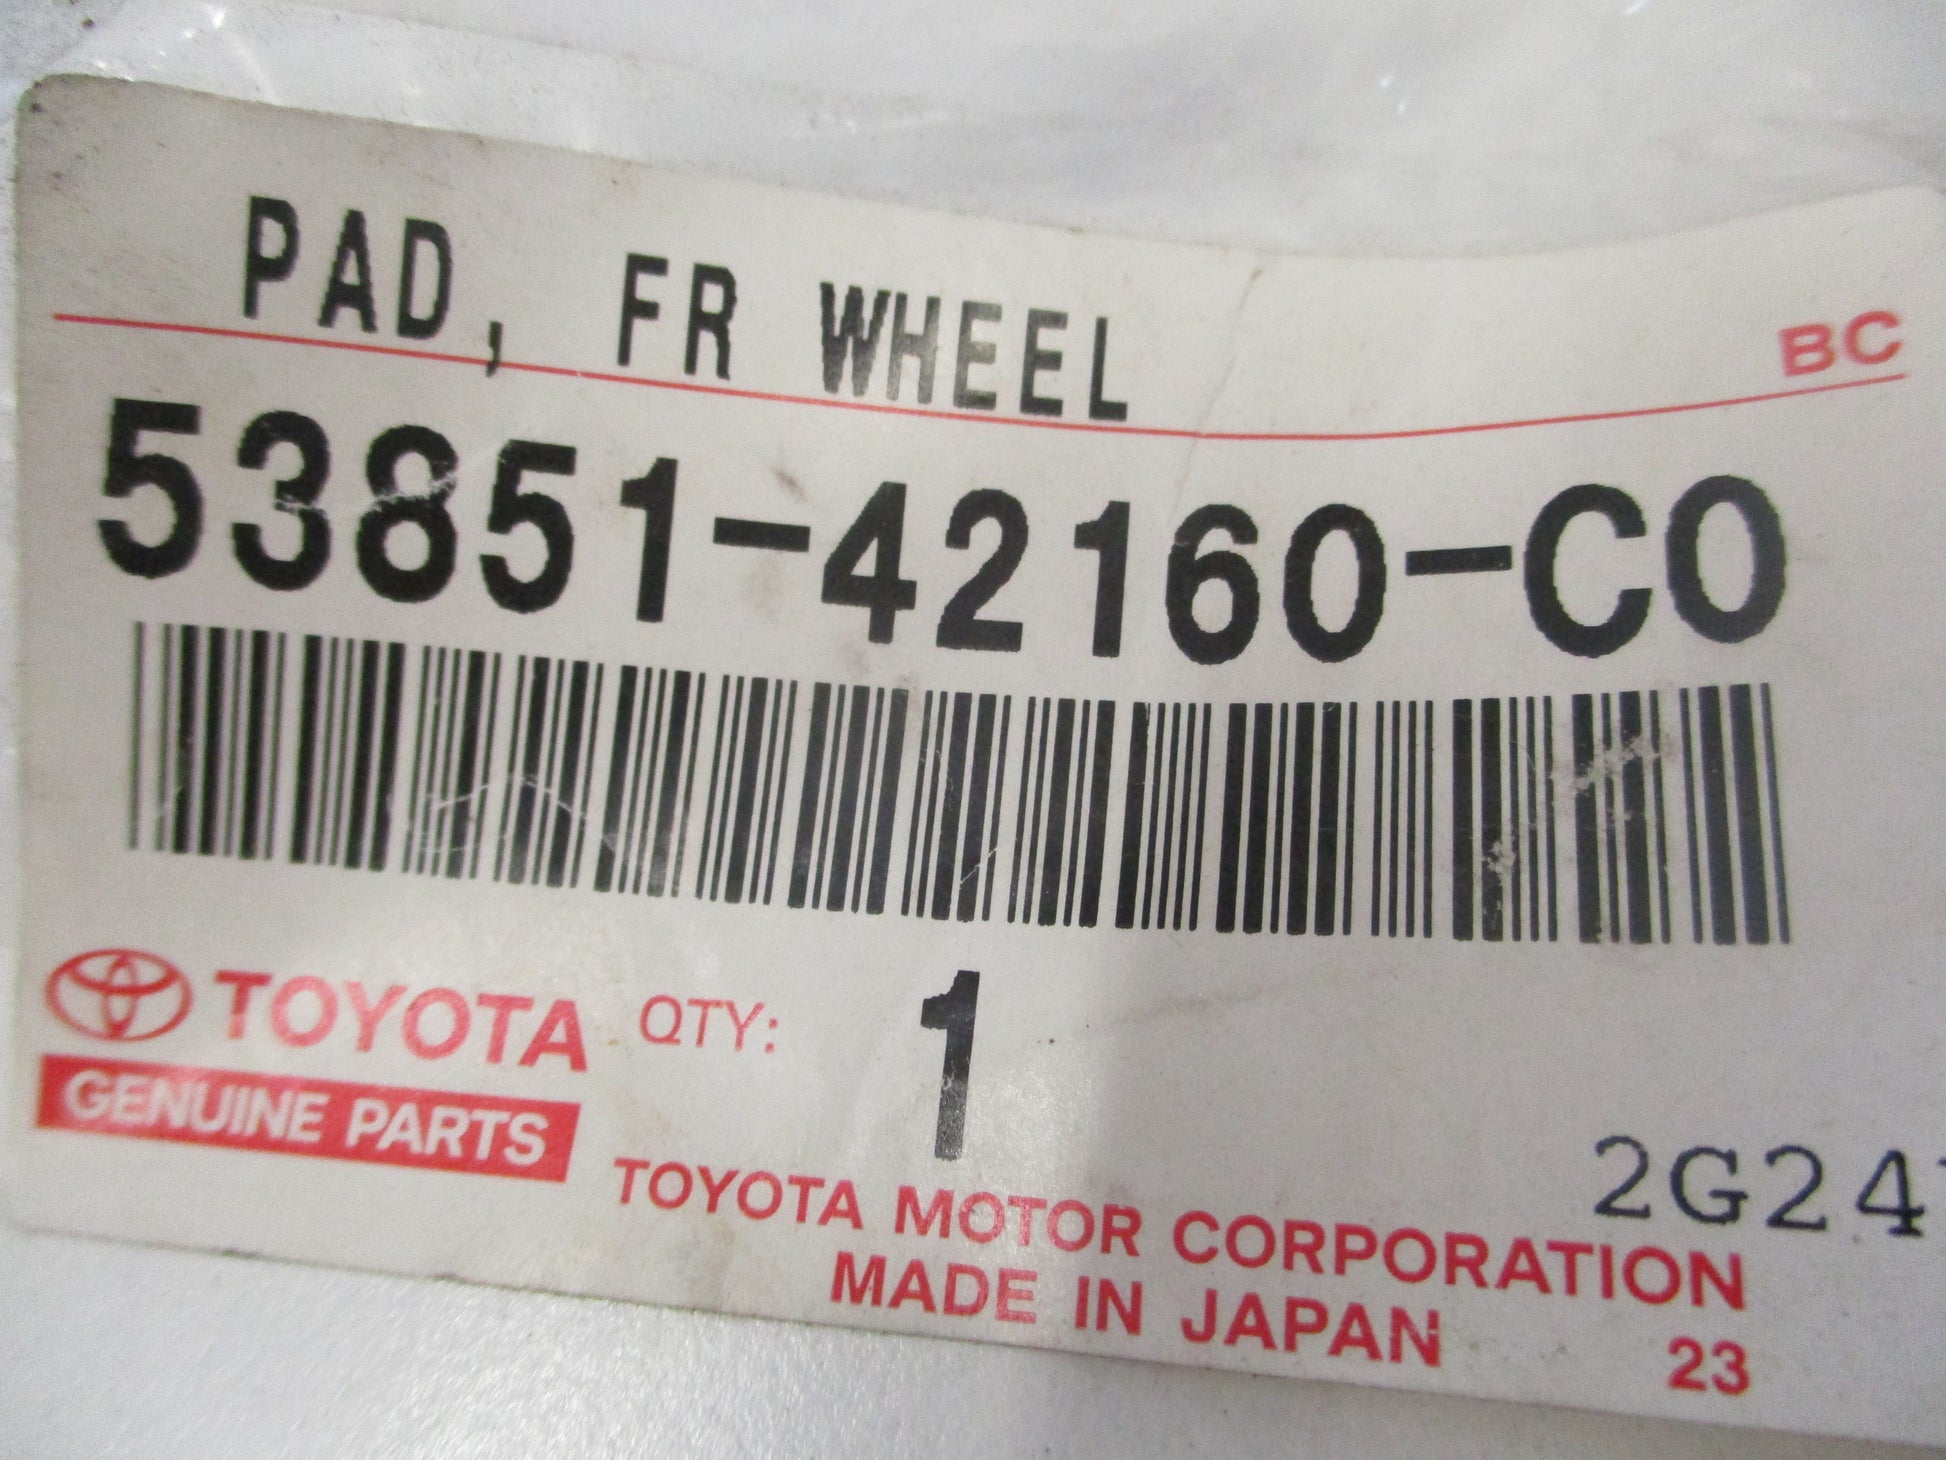 PAD, FR WHEEL
BC
53851-42160-C0
TOYOTA QTY: 1
GENUINE PARTS
2G24
TOYOTA MOTOR CORPORATION
MADE IN JAPAN
23